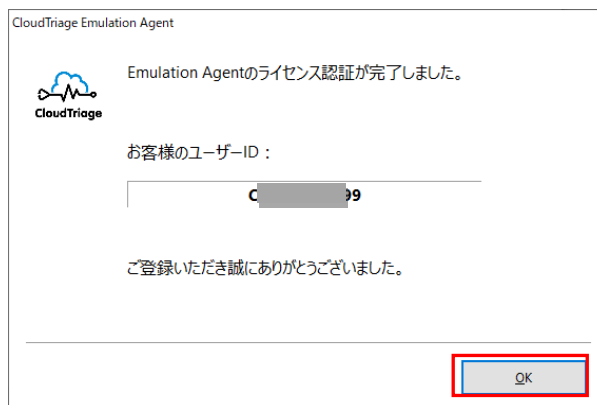 CloudTriage Emulation Agent
Emulation Agentのライセンス認証が完了しました。
CloudTriage
お客様のユーザーID：
C 99
ご登録いただき誠にありがとうございました。
OK